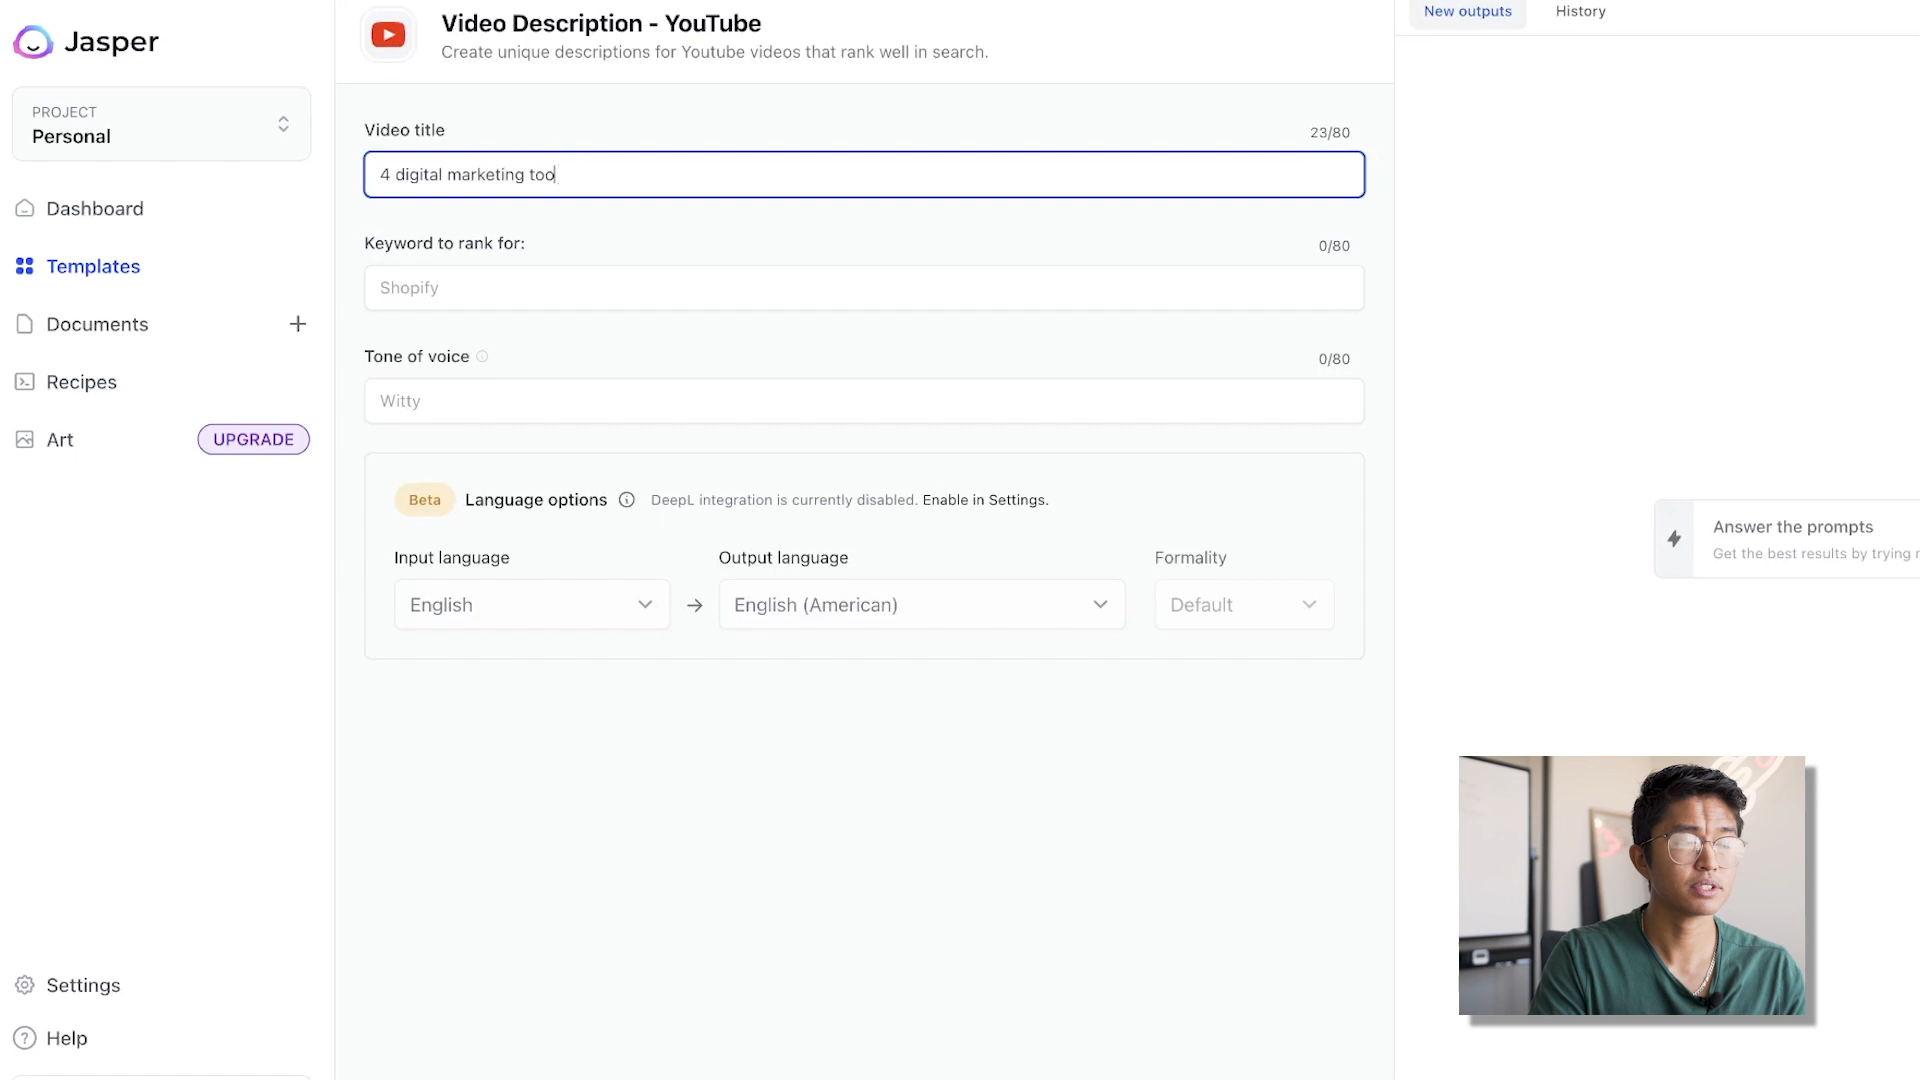 Jasper
PROJECT
Personal
Dashboard
Templates
Documents
Recipes
Art
UPGRADE
Settings
Help
Video Description - YouTube
Create unique descriptions for Youtube videos that rank well in search.
Video title
23/80
4 digital marketing too
Keyword to rank for:
0/80
Shopify
Tone of voice
0/80
Witty
Beta
Language options
DeepL integration is currently disabled. Enable in Settings.
Input language
Output language
Formality
English
English (American)
Default
New outputs
History
Answer the prompts
Get the best results by trying